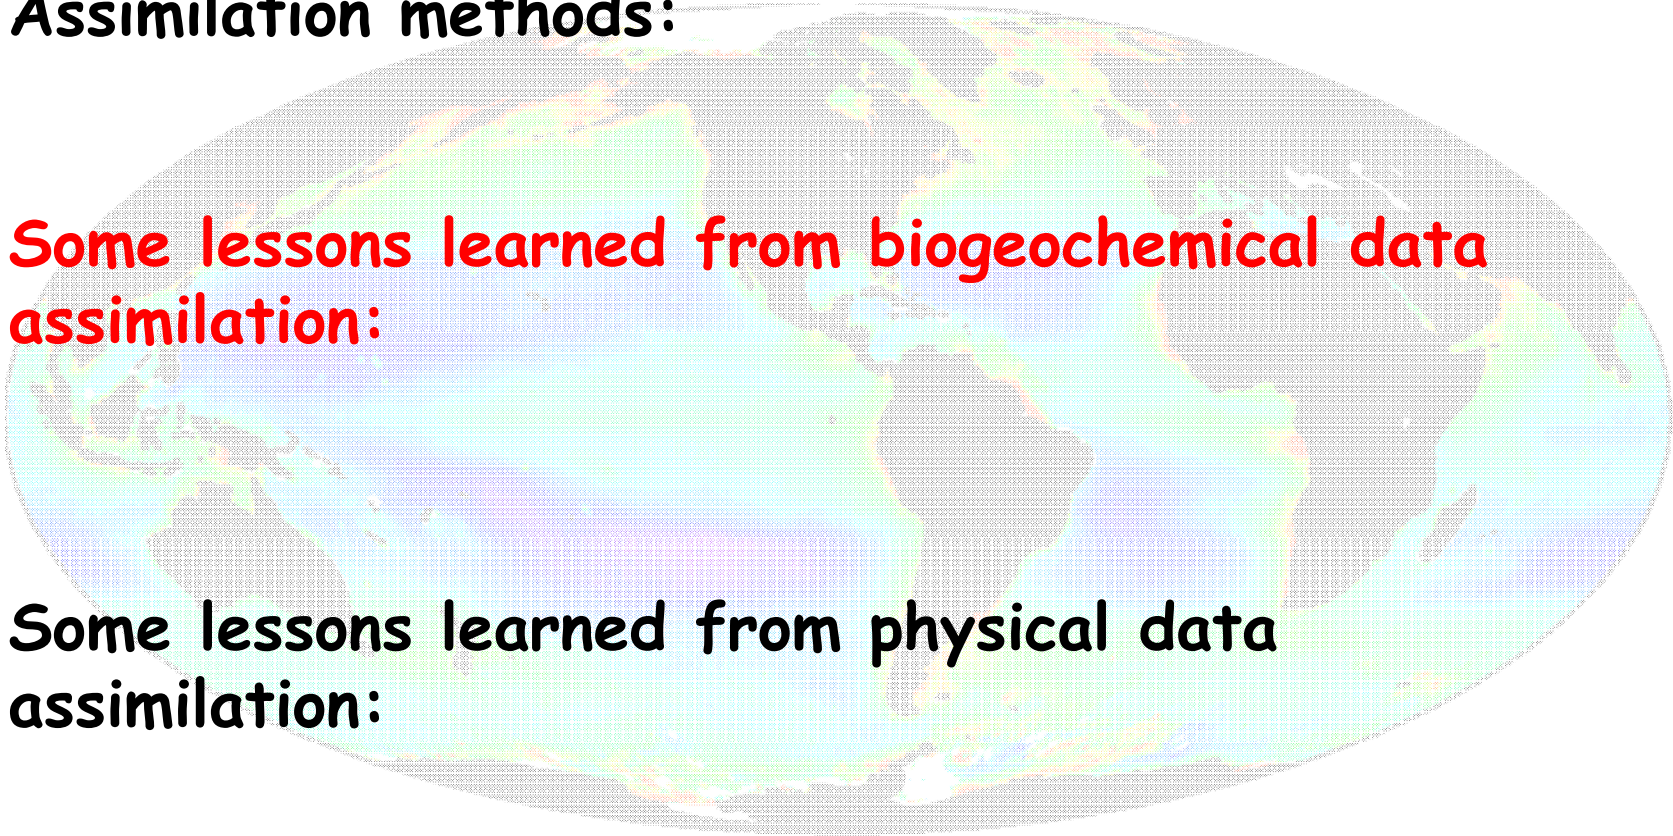 Assimilation methods:
Some lessons learned from biogeochemical data
assimilation:
Some lessons learned from physical data
assimilation: